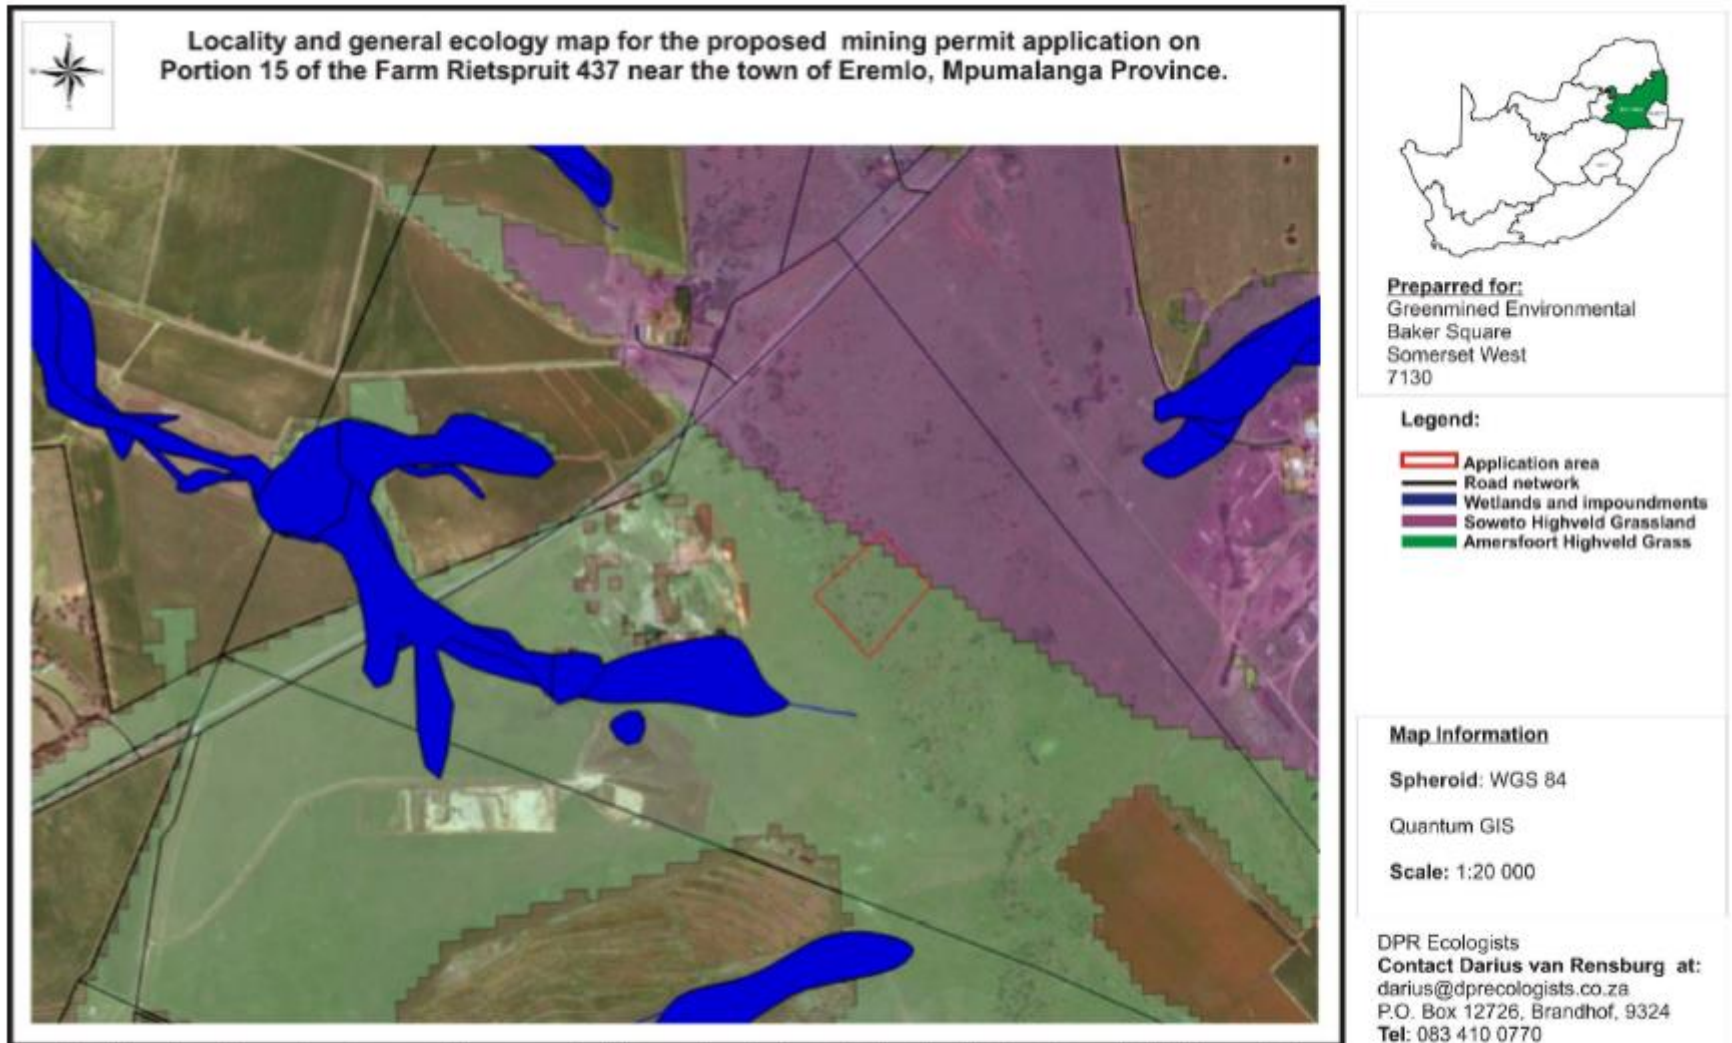 Locality and general ecology map for the proposed mining permit application on
Portion 15 of the Farm Rietspruit 437 near the town of Eremlo, Mpumalanga Province.
Preparred for:
Greenmined Environmental
Baker Square
Somerset West
7130
Legend:
Application area
Road network
Wetlands and impoundments
Soweto Highveld Grassland
Amersfoort Highveld Grass
Map Information
Spheroid: WGS 84
Quantum GIS
Scale: 1:20 000
DPR Ecologists
Contact Darius van Rensburg at:
darius@dprecologists.co.za
P.O. Box 12726, Brandhof, 9324
Tel: 083 410 0770